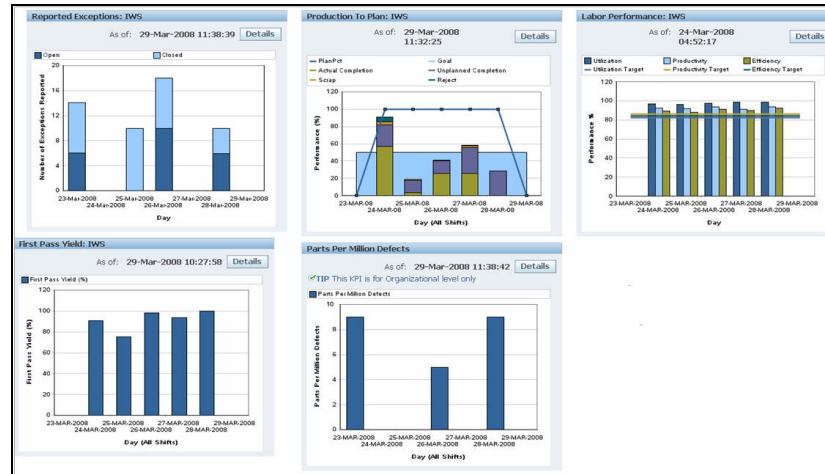 Reported Exceptions: IWS
As of: 29-Mar-2008 11:38:39 Details
Open Closed
Number of Exceptions Reported
20
16
12
8
4
0
23-Mar-2008 25-Mar-2008 27-Mar-2008 29-Mar-2008
24-Mar-2008 26-Mar-2008 28-Mar-2008
Day
Production To Plan: IWS
As of: 29-Mar-2008
11:32:25
Details
PlanPct Goal
Actual Completion Unplanned Completion
Scrap Reject
Performance (%)
120
100
80
60
40
20
0
23-MAR-08 25-MAR-08 27-MAR-08 29-MAR-08
24-MAR-08 26-MAR-08 28-MAR-08
Day (All Shifts)
Labor Performance: IWS
As of: 24-Mar-2008
04:52:17
Details
Utilization Productivity Efficiency
Utilization Target Productivity Target Efficiency Target
Performance %
120
100
80
60
40
20
0
23-MAR-2008 25-MAR-2008 27-MAR-2008 29-MAR-2008
24-MAR-2008 26-MAR-2008 28-MAR-2008
Day
First Pass Yield: IWS
As of: 29-Mar-2008 10:27:58 Details
First Pass Yield (%)
First Pass Yield (%)
120
100
80
60
40
20
0
23-MAR-2008 25-MAR-2008 27-MAR-2008 29-MAR-2008
24-MAR-2008 26-MAR-2008 28-MAR-2008
Day (All Shifts)
Parts Per Million Defects
As of: 29-Mar-2008 11:38:42 Details
TIP This KPI is for Organizational level only
Parts Per Million Defects
Parts Per Million Defects
10
8
6
4
2
0
23-MAR-2008 25-MAR-2008 27-MAR-2008 29-MAR-2008
24-MAR-2008 26-MAR-2008 28-MAR-2008
Day (All Shifts)